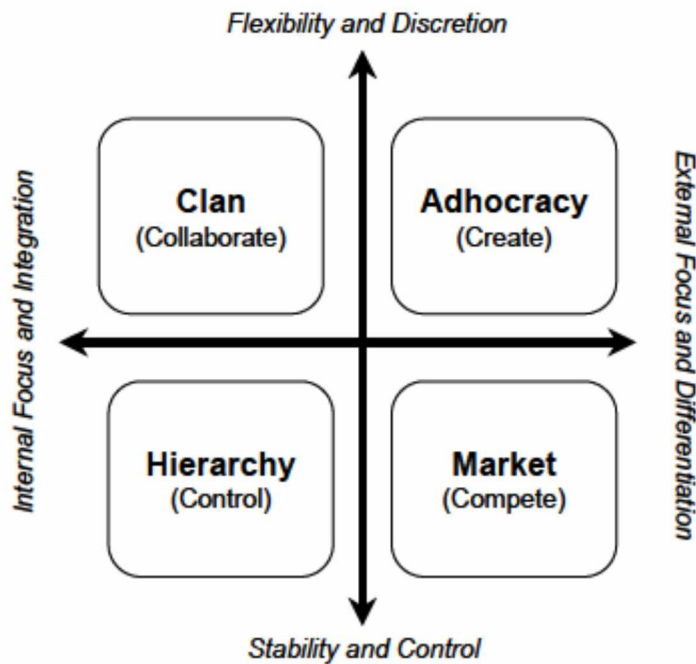 Flexibility and Discretion
Internal Focus and Integration
Clan
(Collaborate)
Adhocracy
(Create)
External Focus and Differentiation
Hierarchy
(Control)
Market
(Compete)
Stability and Control